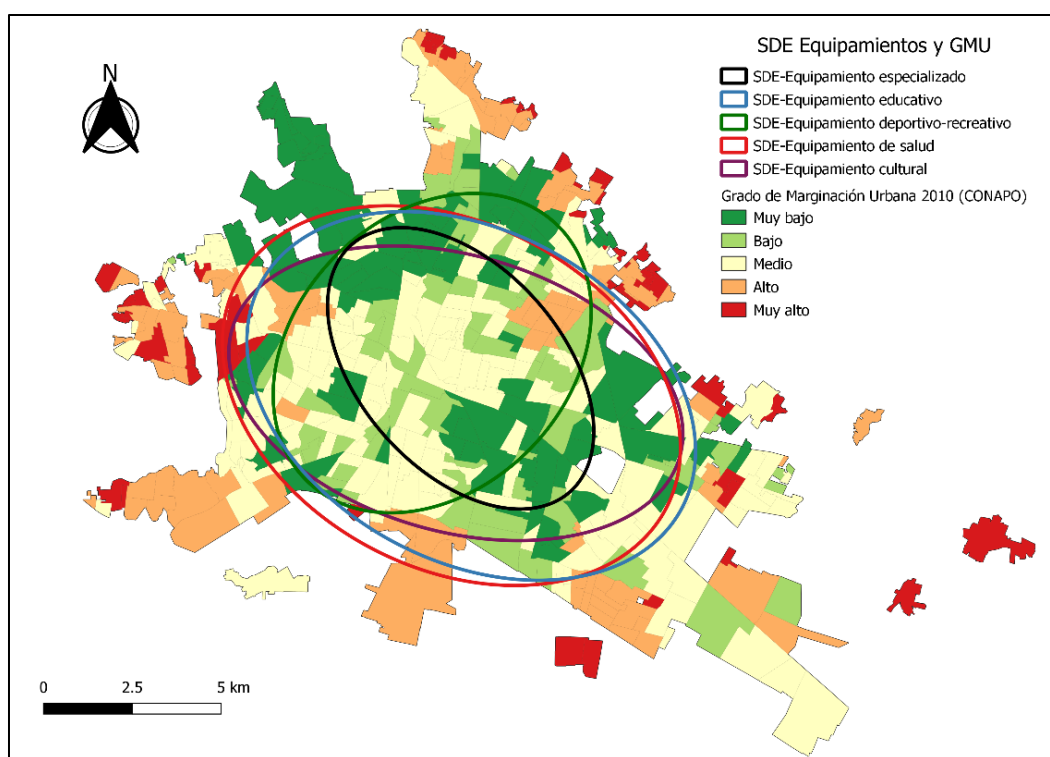 N
SDE Equipamientos y GMU
SDE-Equipamiento especializado
SDE-Equipamiento educativo
SDE-Equipamiento deportivo-recreativo
SDE-Equipamiento de salud
SDE-Equipamiento cultural
Grado de Marginación Urbana 2010 (CONAPO)
Muy bajo
Bajo
Medio
Alto
Muy alto
0 2.5 5 km